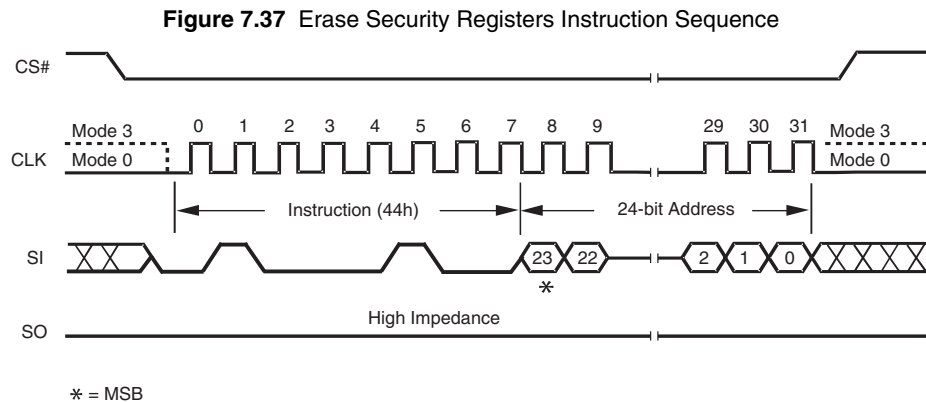 Figure 7.37 Erase Security Registers Instruction Sequence
CS#
Mode 3 0 1 2 3 4 5 6 7 8 9 29 30 31 Mode 3
CLK Mode 0 Mode 0
Instruction (44h) 24-bit Address
SI 23 22 2 1 0
*
High Impedance
SO
* = MSB